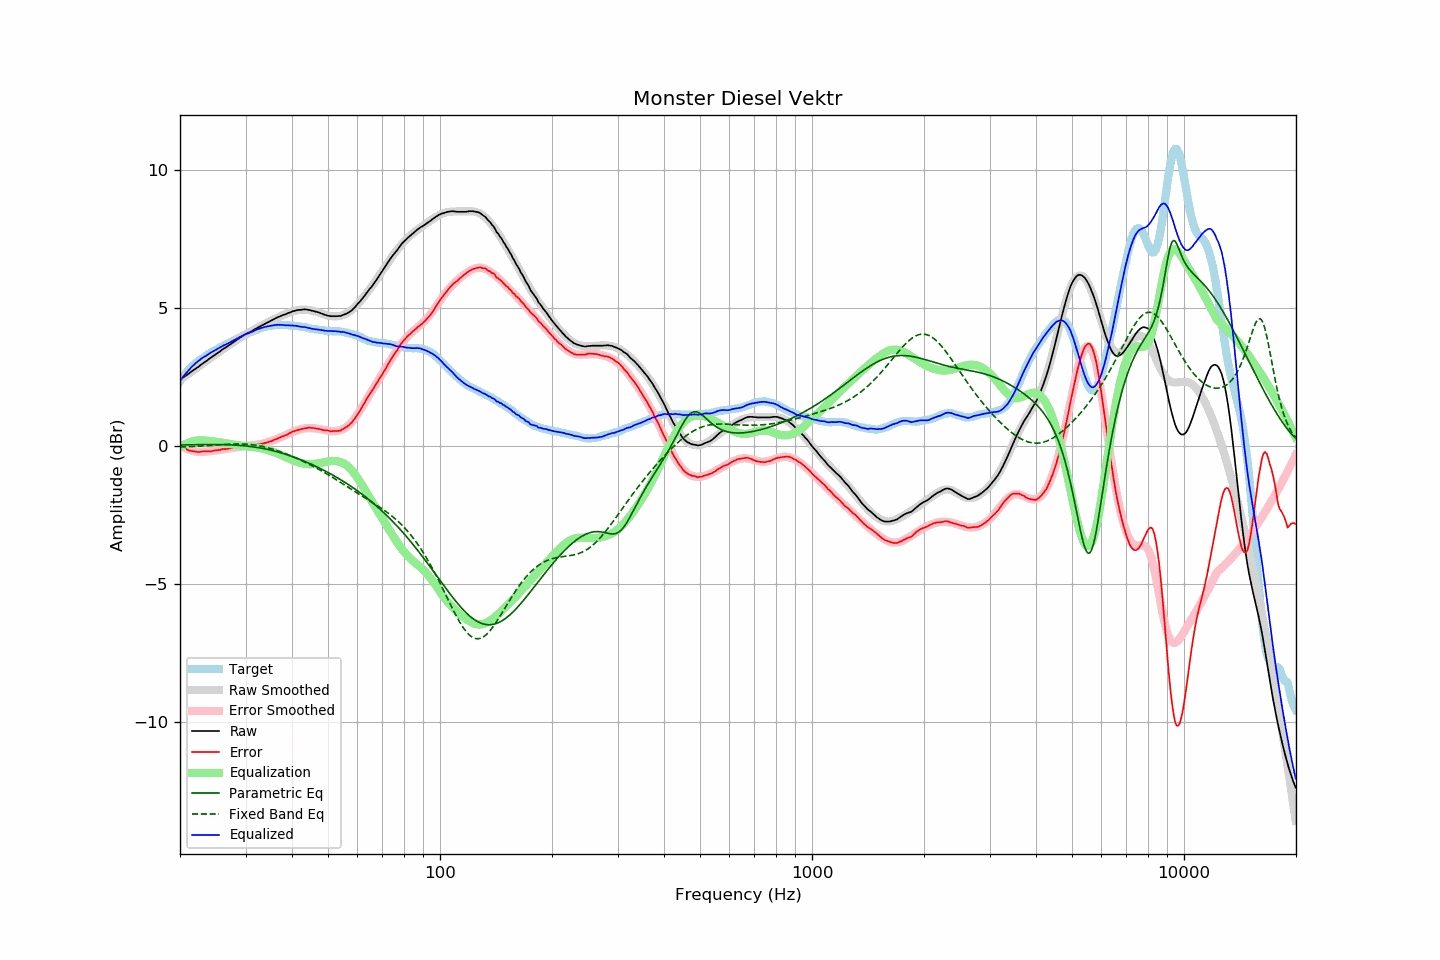 Monster Diesel Vektr
Amplitude (dBr)
10
5
0
−5
−10
Target
Raw Smoothed
Error Smoothed
Raw
Error
Equalization
Parametric Eq
Fixed Band Eq
Equalized
100
1000
10000
Frequency (Hz)